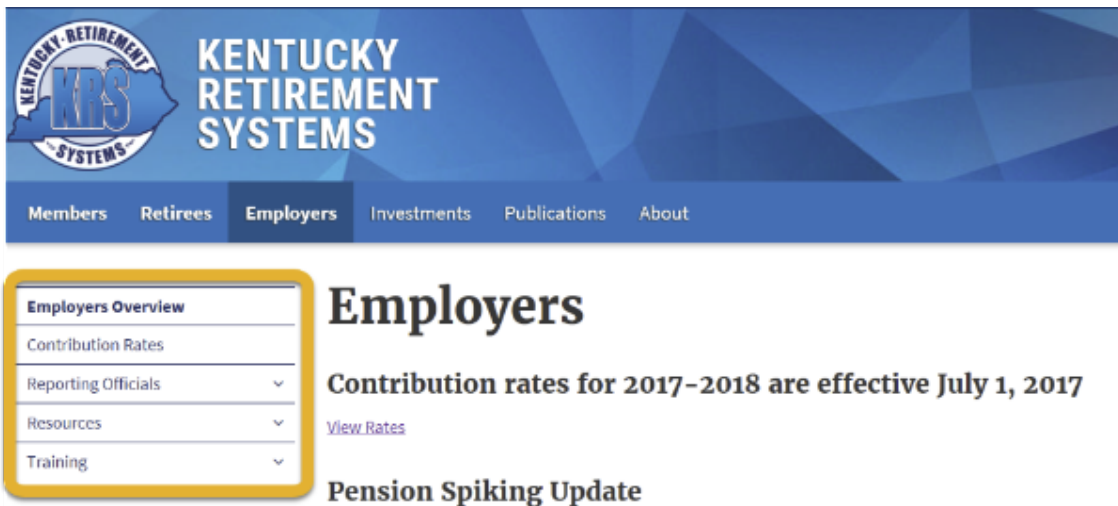 KENTUCKY RETIREMENT SYSTEMS
KRS
KENTUCKY
RETIREMENT
SYSTEMS
Members Retirees Employers Investments Publications About
Employers Overview
Contribution Rates
Reporting Officials
Resources
Training
Employers
Contribution rates for 2017-2018 are effective July 1, 2017
View Rates
Pension Spiking Update